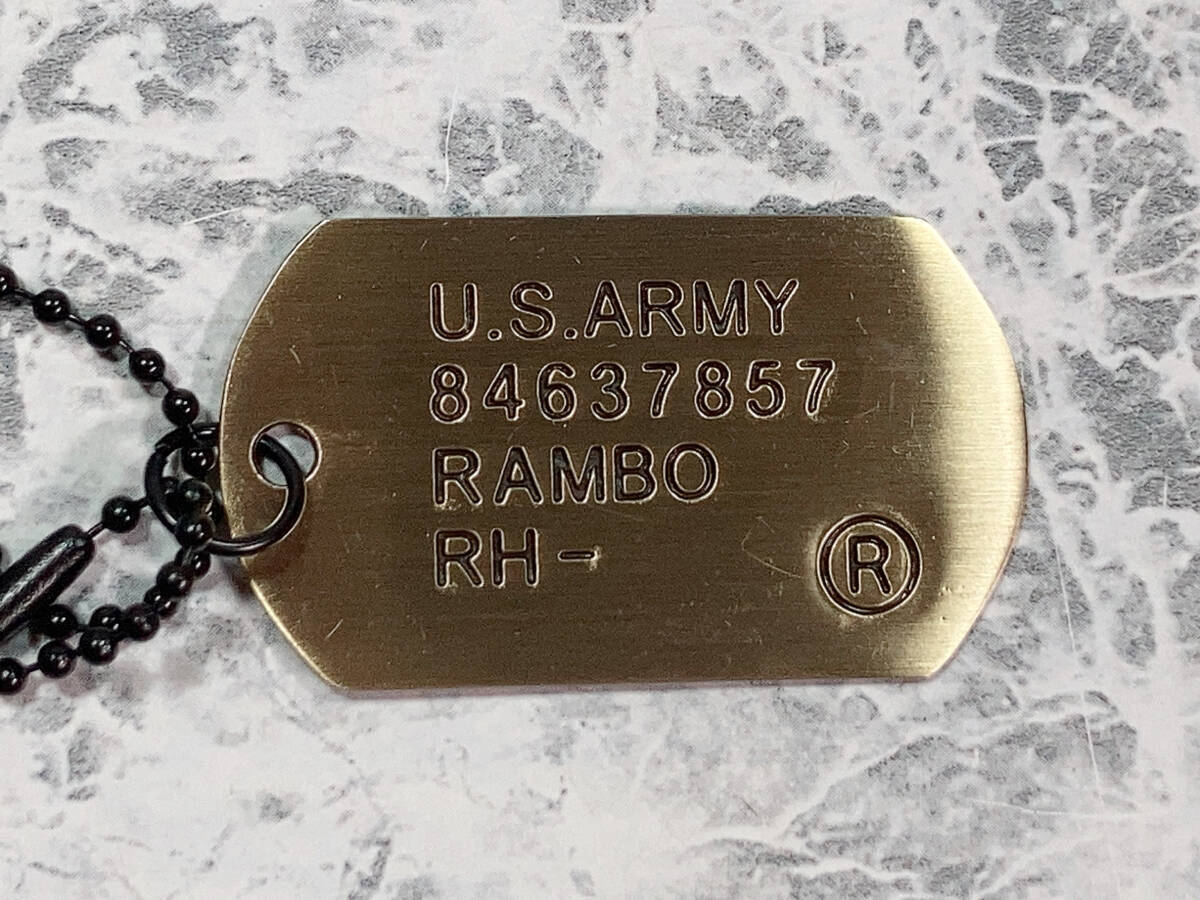 U.S.ARMY
84637857
RAMBO
RH-
®